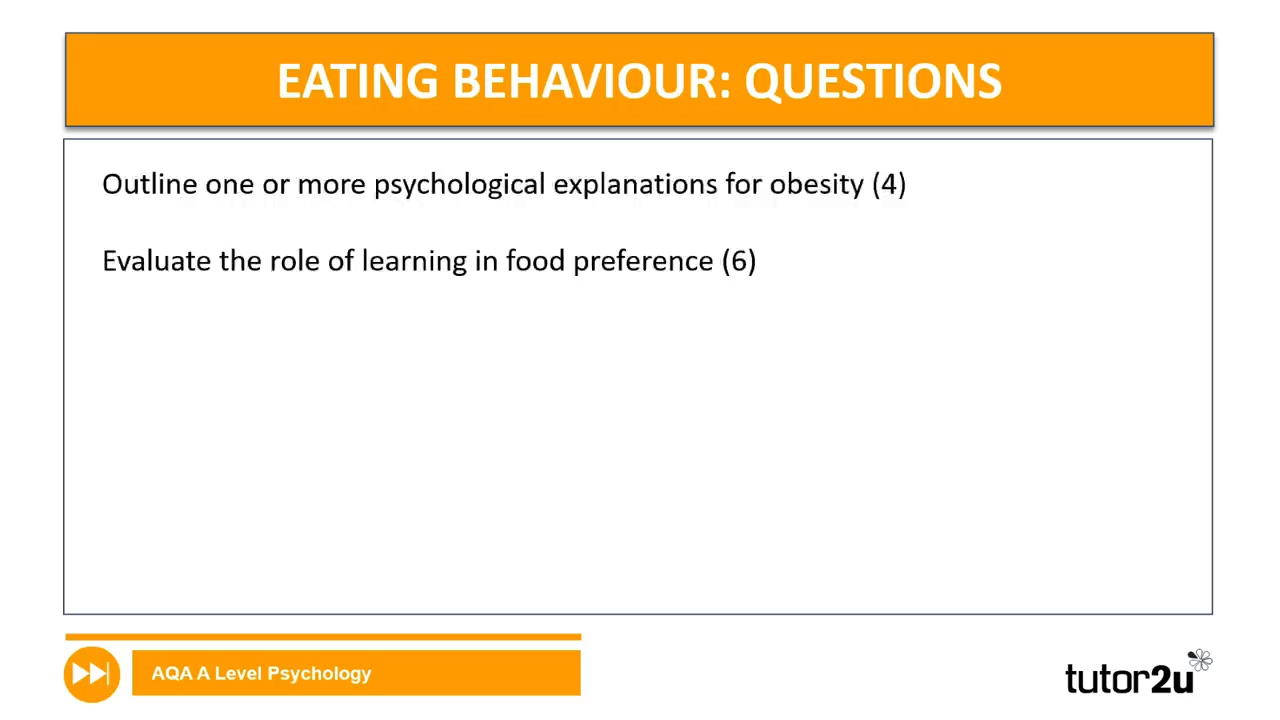 EATING BEHAVIOUR: QUESTIONS
Outline one or more psychological explanations for obesity (4)
Evaluate the role of learning in food preference (6)
AQA A Level Psychology
tutor2u